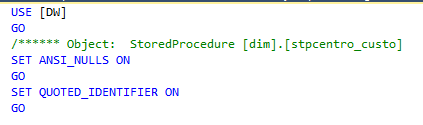 USE [DW]
GO
/****** Object:  StoredProcedure [dim].[stpcentro_custo]
SET ANSI_NULLS ON
GO
SET QUOTED_IDENTIFIER ON
GO